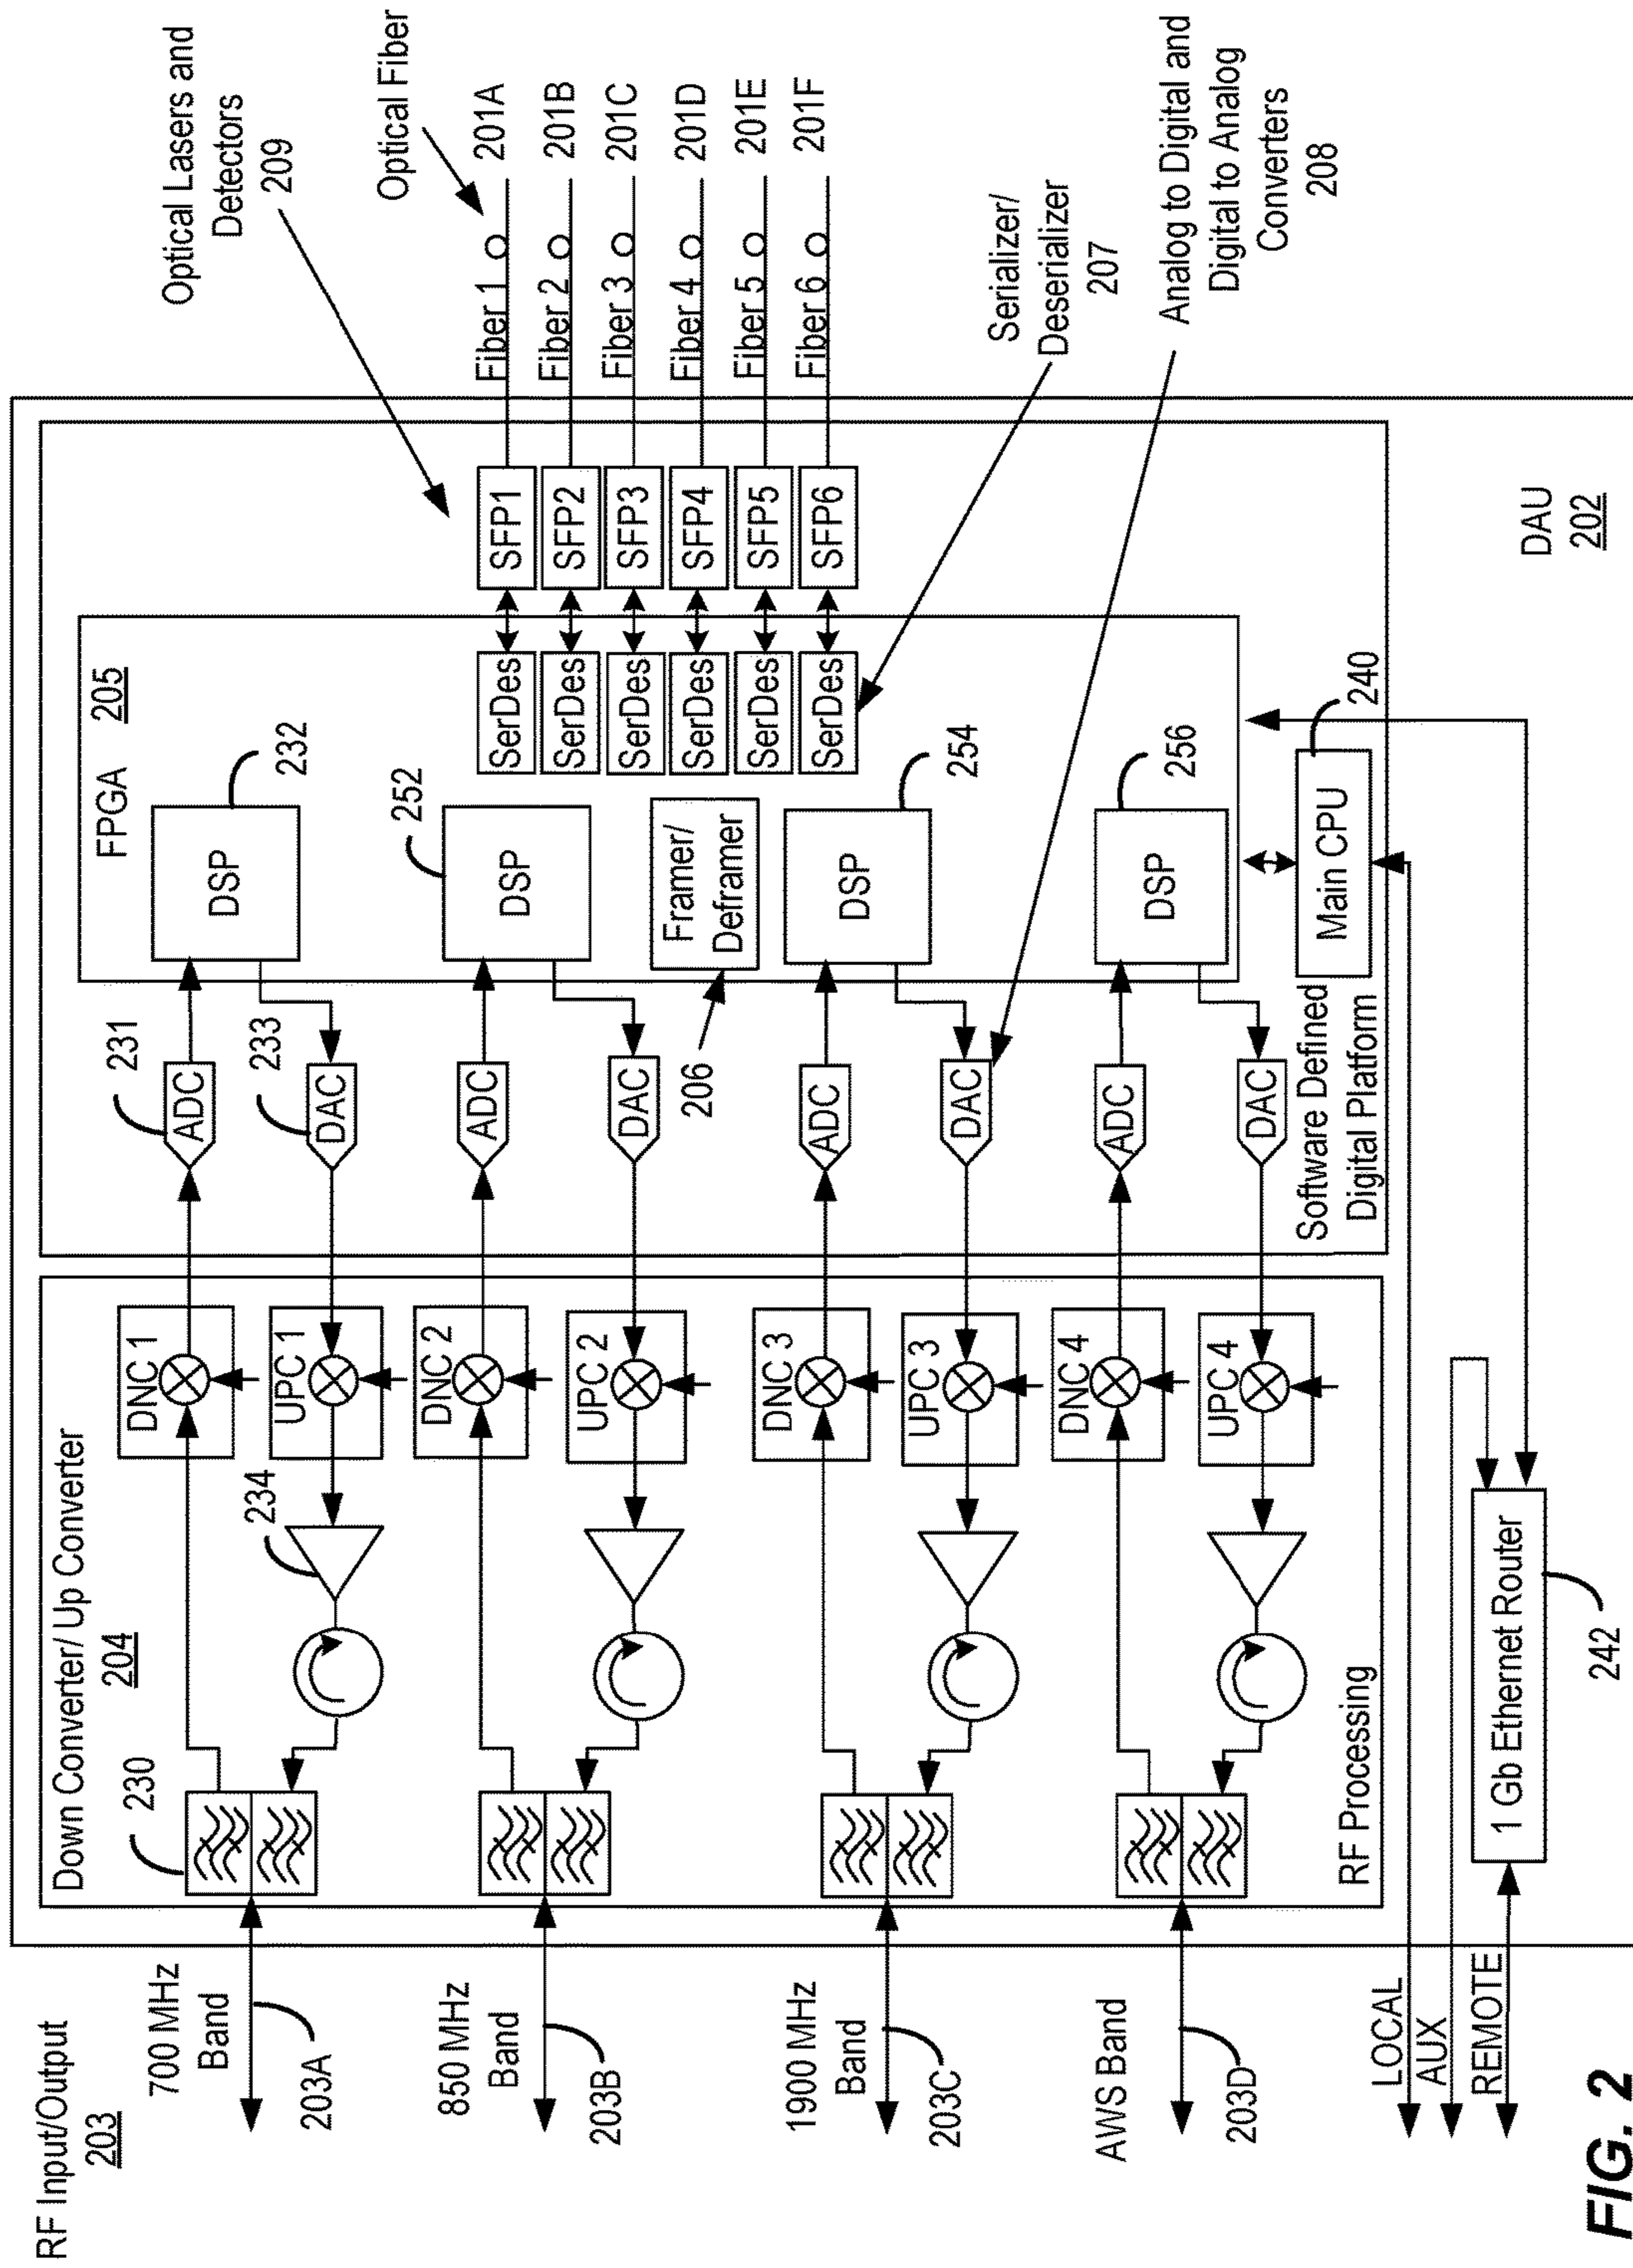 RF Input/Output
203
700 MHz
Band
203A
850 MHz
Band
203B
1900 MHz
Band
203C
AWS Band
203D
LOCAL
AUX
REMOTE
Down Converter/ Up Converter
204
230
234
DNC 1
UPC 1
DNC 2
UPC 2
DNC 3
UPC 3
DNC 4
UPC 4
RF Processing
1 Gb Ethernet Router
242
231
ADC
233
DAC
ADC
DAC
206
ADC
DAC
ADC
DAC
Software Defined
Digital Platform
FPGA
205
DSP
232
DSP
252
Framer/
Deframer
DSP
254
DSP
256
Main CPU
240
SerDes
SerDes
SerDes
SerDes
SerDes
SerDes
SFP1
SFP2
SFP3
SFP4
SFP5
SFP6
DAU
202
Optical Lasers and
Detectors
209
Optical Fiber
Fiber 1
201A
Fiber 2
201B
Fiber 3
201C
Fiber 4
201D
Fiber 5
201E
Fiber 6
201F
Serializer/
Deserializer
207
Analog to Digital and
Digital to Analog
Converters
208
FIG. 2